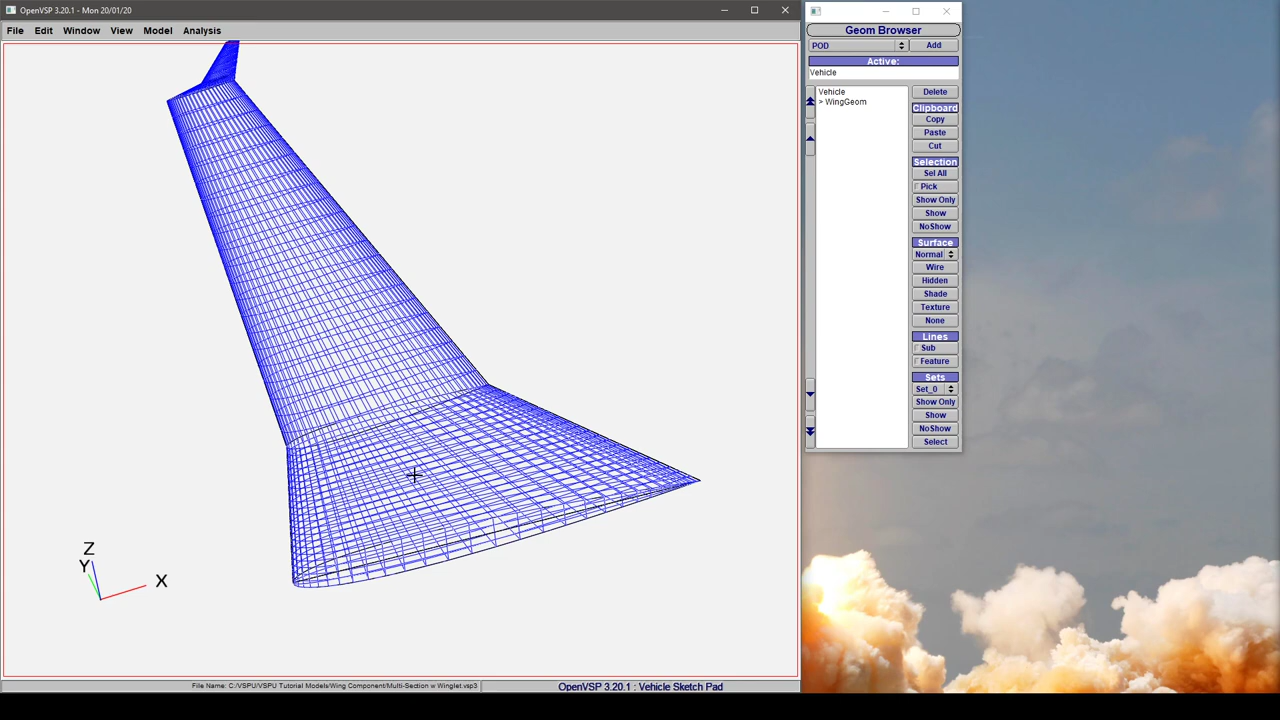 OpenVSP 3.20.1 - Mon 20/01/20
File Edit Window View Model Analysis
Z
Y
X
File Name: C:/VSPU/VSPU Tutorial Models/Wing Component/Multi-Section w Winglet.vsp3
OpenVSP 3.20.1 : Vehicle Sketch Pad
Geom Browser
POD Add
Active:
Vehicle
Vehicle
> WingGeom
Delete
Clipboard
Copy
Paste
Cut
Selection
Sel All
Pick
Show Only
Show
NoShow
Surface
Normal
Wire
Hidden
Shade
Texture
None
Lines
Sub
Feature
Sets
Set_0
Show Only
Show
NoShow
Select